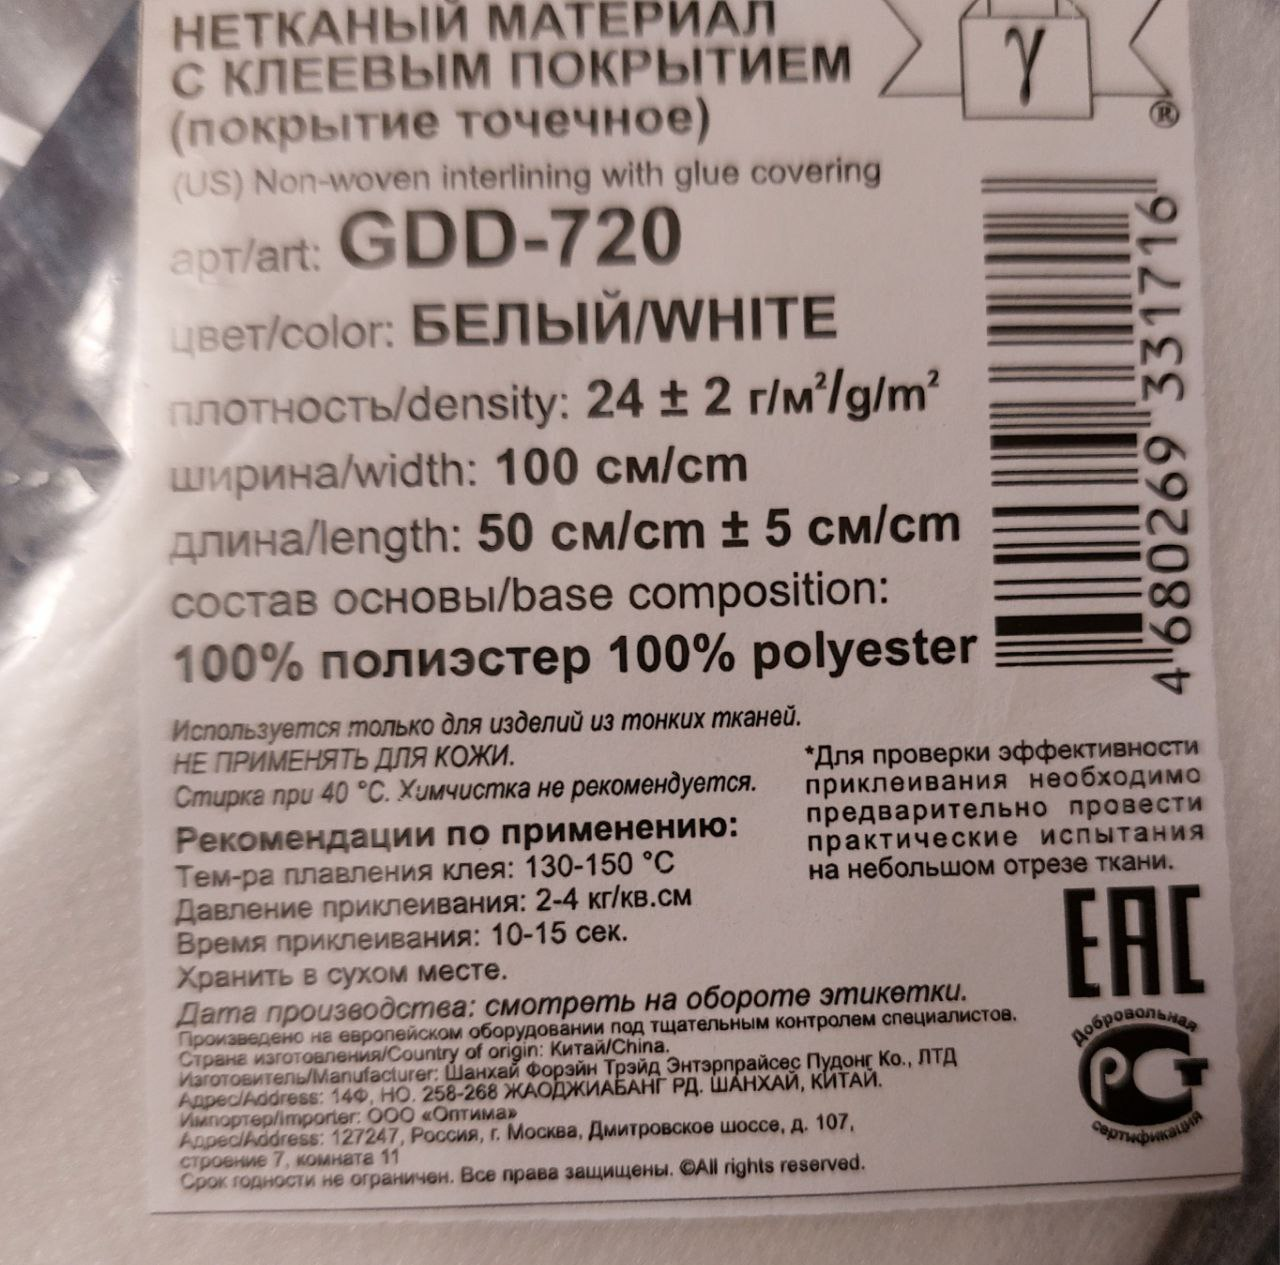 НЕТКАНЫЙ МАТЕРИАЛ
С КЛЕЕВЫМ ПОКРЫТИЕМ
(покрытие точечное)
(US) Non-woven interlining with glue covering
арт/art: GDD-720
цвет/color: БЕЛЫЙ/WHITE
плотность/density: 24 ± 2 г/м²/g/m²
ширина/width: 100 см/cm
длина/length: 50 см/cm ± 5 см/cm
состав основы/base composition:
100% полиэстер 100% polyester
γ
®
4 680269 331716
Используется только для изделий из тонких тканей.
НЕ ПРИМЕНЯТЬ ДЛЯ КОЖИ.
Стирка при 40 °С. Химчистка не рекомендуется.
Рекомендации по применению:
Тем-ра плавления клея: 130-150 °С
Давление приклеивания: 2-4 кг/кв.см
Время приклеивания: 10-15 сек.
Хранить в сухом месте.
*Для проверки эффективности
приклеивания необходимо
предварительно провести
практические испытания
на небольшом отрезе ткани.
Дата производства: смотреть на обороте этикетки.
Произведено на европейском оборудовании под тщательным контролем специалистов.
Страна изготовления/Country of origin: Китай/China.
Изготовитель/Manufacturer: Шанхай Форэйн Трэйд Энтэрпрайсес Пудонг Ко., ЛТД
Адрес/Address: 14Ф, НО. 258-268 ЖАОДЖИАБАНГ РД. ШАНХАЙ, КИТАЙ.
Импортер/Importer: ООО «Оптима»
Адрес/Address: 127247, Россия, г. Москва, Дмитровское шоссе, д. 107,
строение 7, комната 11
Срок годности не ограничен. Все права защищены. ©All rights reserved.
EAC
Добровольная
РСТ
сертификация